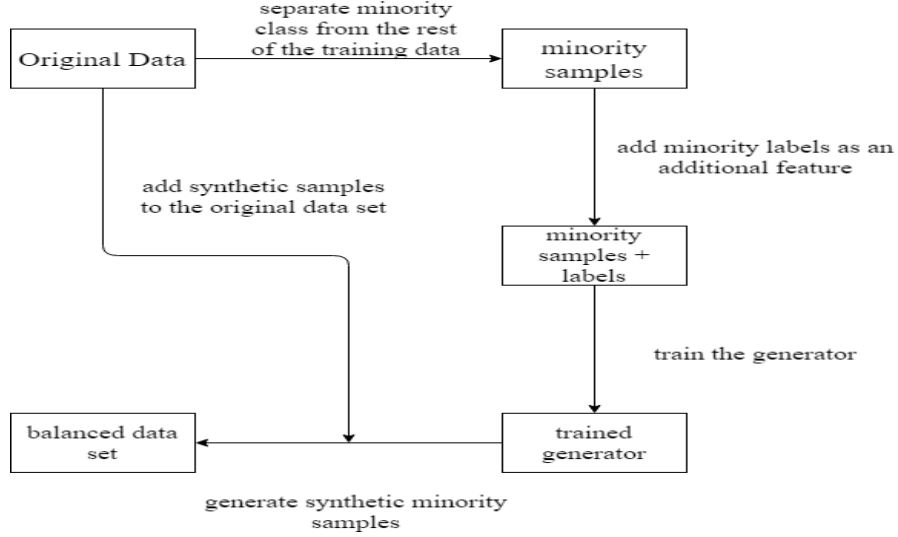 separate minority
class from the rest
of the training data
Original Data
minority
samples
add minority labels as an
additional feature
add synthetic samples
to the original data set
minority
samples +
labels
train the generator
balanced data
set
trained
generator
generate synthetic minority
samples